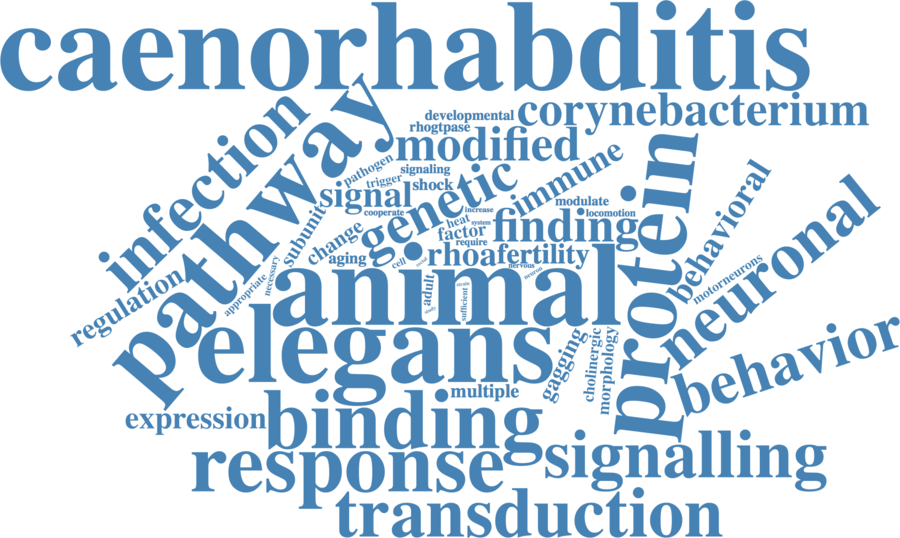 caenorhabditis
corynebacterium
developmental
rhogtpase
modified
infection
pathway
pathogen
signaling
trigger
shock
signal
cooperate
genetic
immune
modulate
locomotion
increase
heat
system
finding
factor
require
protein
behavioral
neuronal
subunit
change
aging
cell
rhoa
fertility
nervous
neuron
motorneurons
regulation
appropriate
necessary
animal
adult
strain
sufficient
study
elegans
gagging
cholinergic
morphology
behavior
multiple
expression
binding
response
signalling
transduction